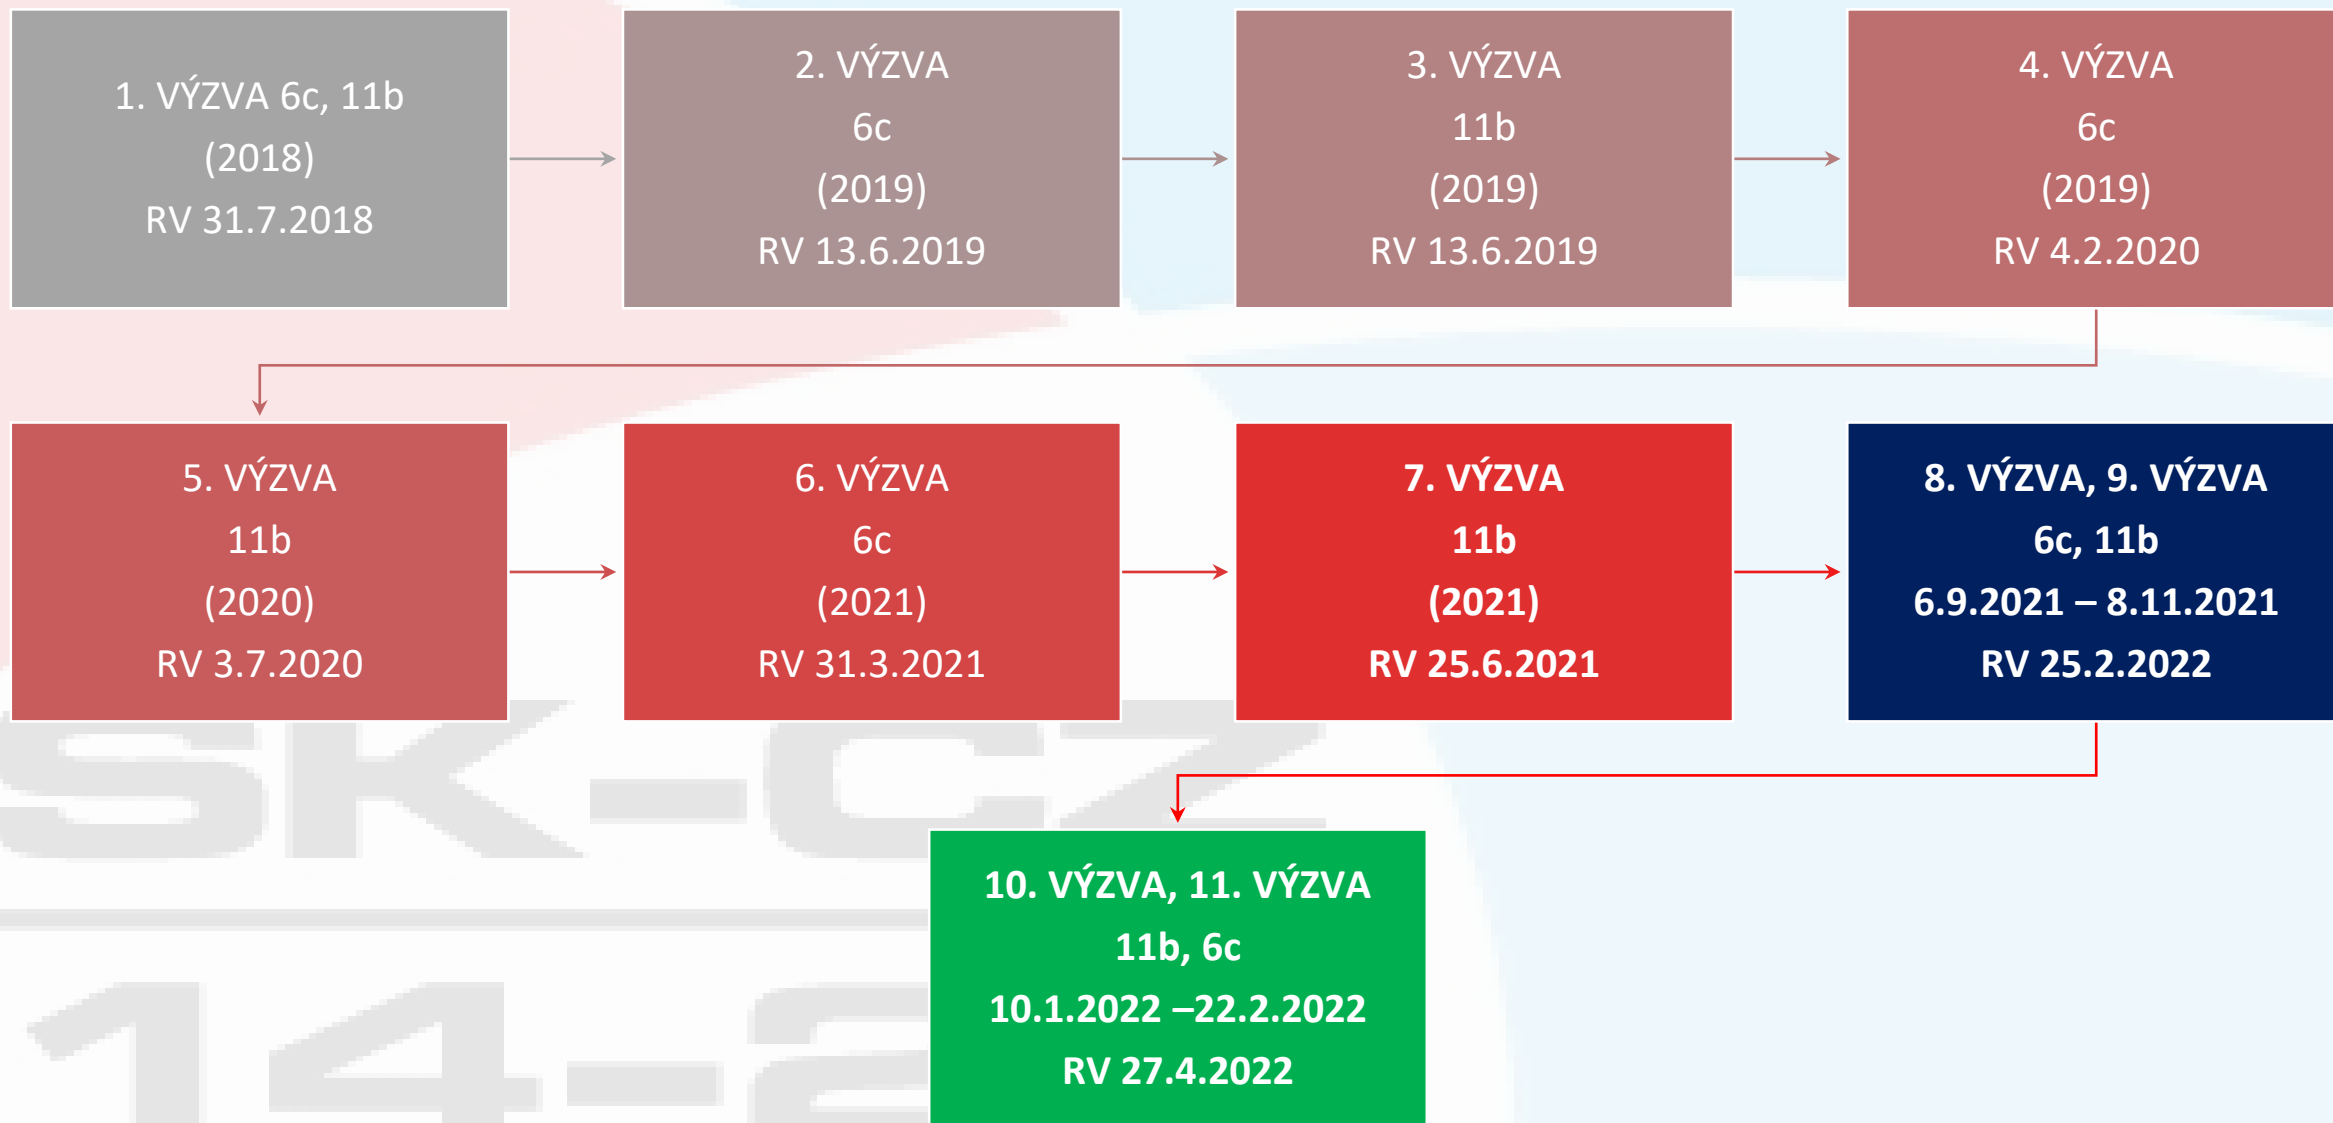 1. VÝZVA 6c, 11b
(2018)
RV 31.7.2018
2. VÝZVA
6c
(2019)
RV 13.6.2019
3. VÝZVA
11b
(2019)
RV 13.6.2019
4. VÝZVA
6c
(2019)
RV 4.2.2020
5. VÝZVA
11b
(2020)
RV 3.7.2020
6. VÝZVA
6c
(2021)
RV 31.3.2021
7. VÝZVA
11b
(2021)
RV 25.6.2021
8. VÝZVA, 9. VÝZVA
6c, 11b
6.9.2021 – 8.11.2021
RV 25.2.2022
SK-CZ
10. VÝZVA, 11. VÝZVA
11b, 6c
10.1.2022 –22.2.2022
RV 27.4.2022
14-2